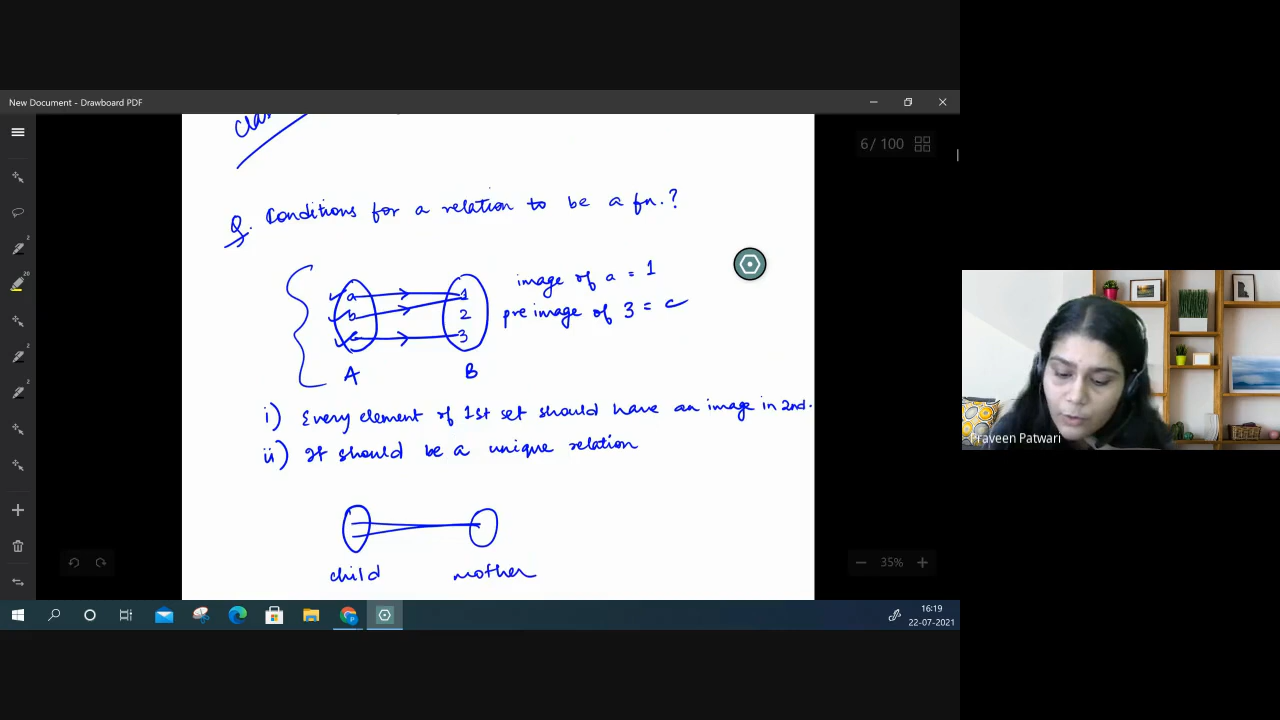 New Document - Drawboard PDF
6 / 100
Q. Conditions for a relation to be a fn.?
a
b
c
A
1
2
3
B
image of a = 1
pre image of 3 = c
i) Every element of 1st set should have an image in 2nd.
ii) It should be a unique relation
child
mother
35%
Praveen Patwari
16:19
22-07-2021